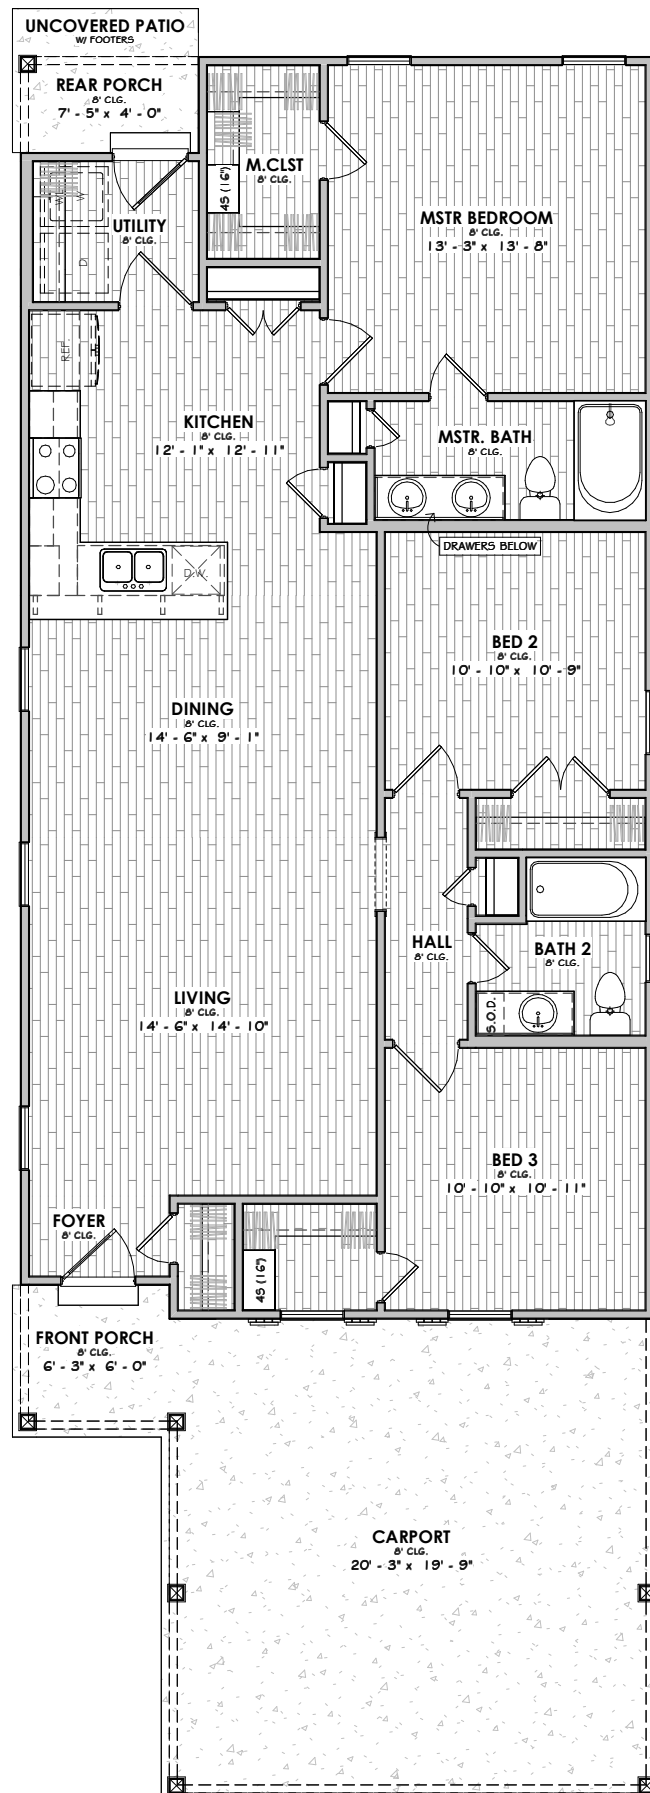 UNCOVERED PATIO
W/ FOOTERS
REAR PORCH
8' CLG.
7' - 5" x 4' - 0"
M.CLST
8' CLG.
4S (16")
UTILITY
8' CLG.
W
D
MSTR BEDROOM
8' CLG.
13' - 3" x 13' - 8"
REF.
KITCHEN
8' CLG.
12' - 1" x 12' - 11"
MSTR. BATH
8' CLG.
DRAWERS BELOW
D.W.
BED 2
8' CLG.
10' - 10" x 10' - 9"
DINING
8' CLG.
14' - 6" x 9' - 1"
HALL
8' CLG.
BATH 2
8' CLG.
S.O.D.
LIVING
8' CLG.
14' - 6" x 14' - 10"
BED 3
8' CLG.
10' - 10" x 10' - 11"
FOYER
8' CLG.
4S (16")
FRONT PORCH
8' CLG.
6' - 3" x 6' - 0"
CARPORT
8' CLG.
20' - 3" x 19' - 9"